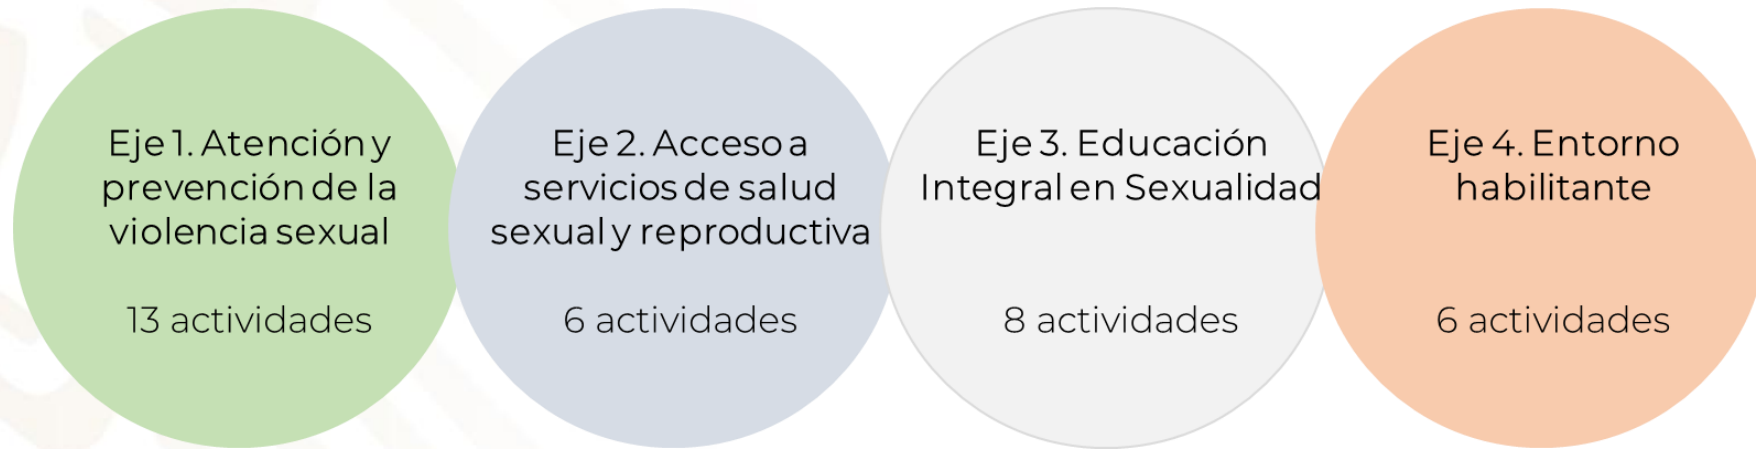 Eje 1. Atención y
prevención de la
violencia sexual
13 actividades
Eje 2. Acceso a
servicios de salud
sexual y reproductiva
6 actividades
Eje 3. Educación
Integral en Sexualidad
8 actividades
Eje 4. Entorno
habilitante
6 actividades